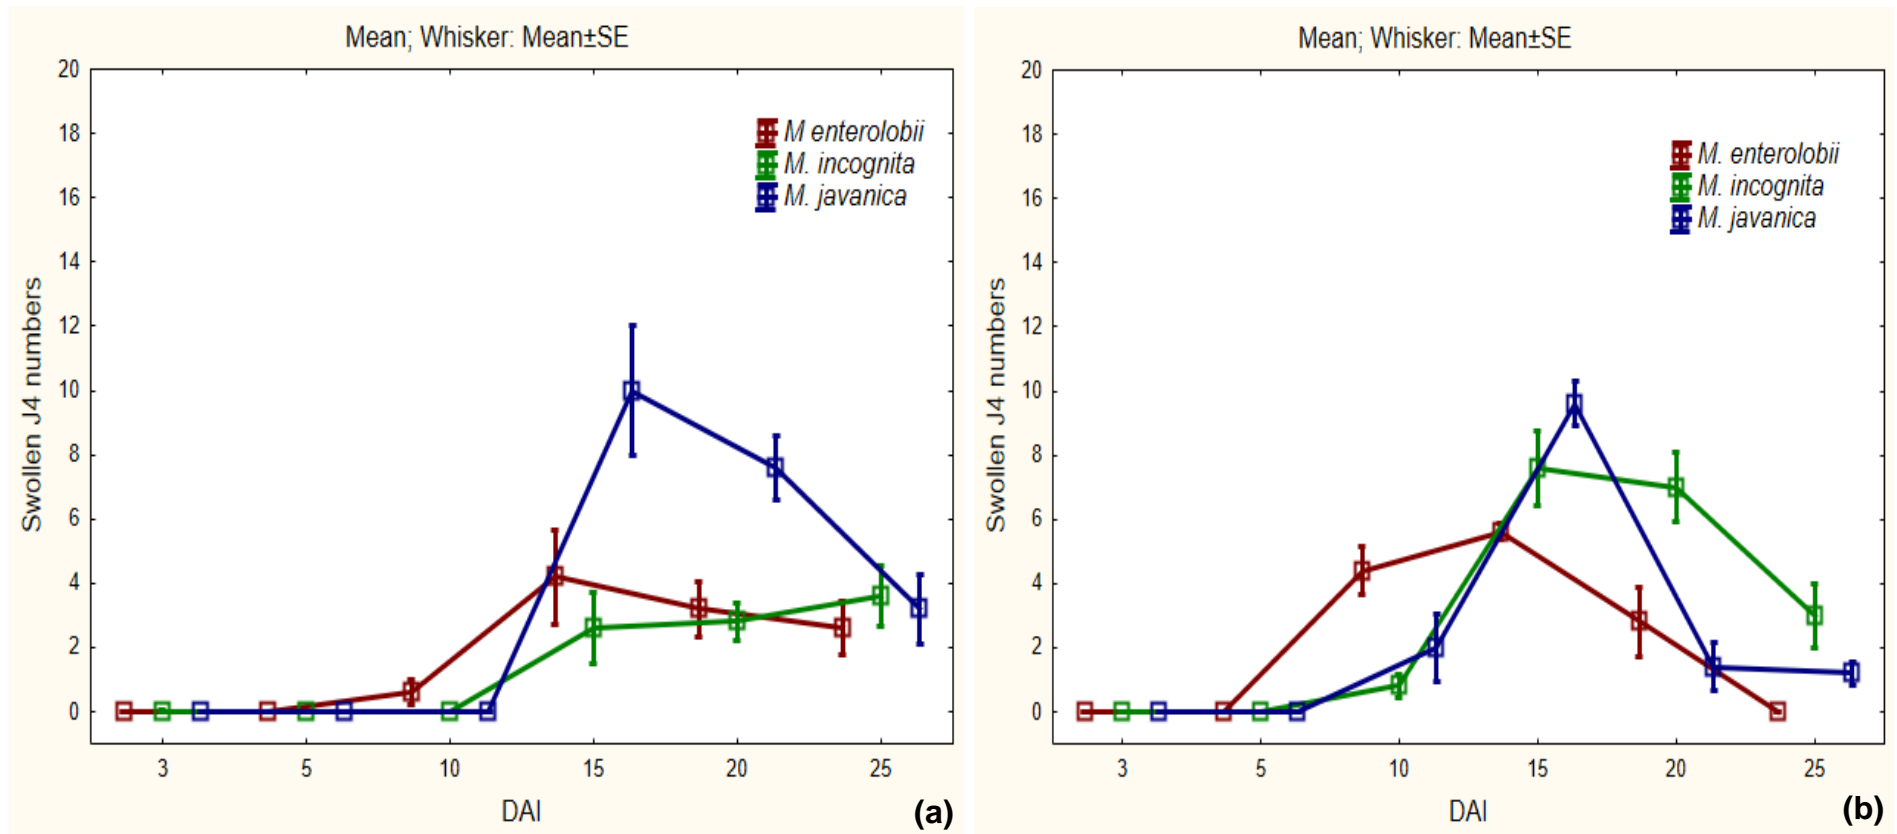 Mean; Whisker: Mean±SE
20
18
16
14
12
10
8
6
4
2
0
Swollen J4 numbers
M enterolobii
M. incognita
M. javanica
3 5 10 15 20 25
DAI
(a)
Mean; Whisker: Mean±SE
20
18
16
14
12
10
8
6
4
2
0
Swollen J4 numbers
M. enterolobii
M. incognita
M. javanica
3 5 10 15 20 25
DAI
(b)